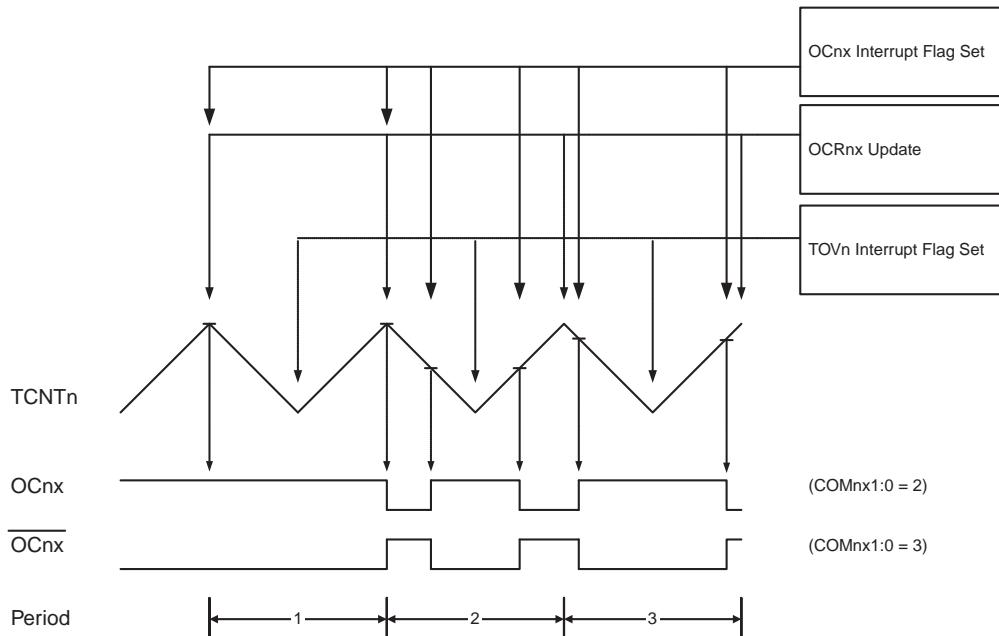 OCnx Interrupt Flag Set
OCRnx Update
TOVn Interrupt Flag Set
TCNTn
OCnx
(COMnx1:0 = 2)
OCnx
(COMnx1:0 = 3)
Period
1
2
3